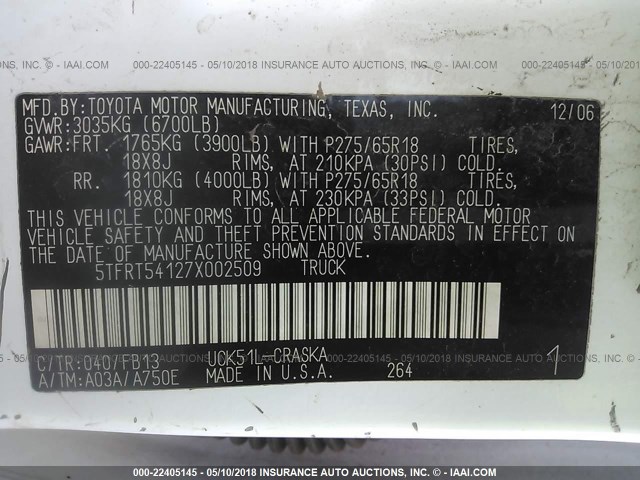 000-22405145 - 05/10/2018 INSURANCE AUTO AUCTIONS © - IAAI.COM
MFD.BY:TOYOTA MOTOR MANUFACTURING, TEXAS, INC. 12/06
GVWR:3035KG (6700LB)
GAWR:FRT. 1765KG (3900LB) WITH P275/65R18 TIRES,
18X8J RIMS, AT 210KPA (30PSI) COLD.
RR. 1810KG (4000LB) WITH P275/65R18 TIRES,
18X8J RIMS, AT 230KPA (33PSI) COLD.
THIS VEHICLE CONFORMS TO ALL APPLICABLE FEDERAL MOTOR
VEHICLE SAFETY AND THEFT PREVENTION STANDARDS IN EFFECT ON
THE DATE OF MANUFACTURE SHOWN ABOVE.
5TFRT54127X002509 TRUCK
C/TR:040/FB13 UCK51L-CRASKA
A/TM:A03A/A750E MADE IN U.S.A. 264 1
000-22405145 - 05/10/2018 INSURANCE AUTO AUCTIONS © - IAAI.COM